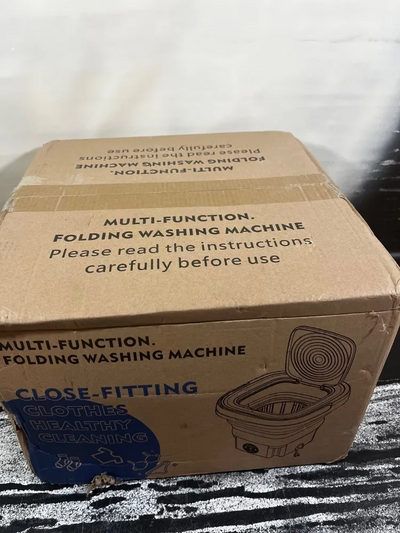 Please read the instructions
carefully before use
MULTI-FUNCTION.
FOLDING WASHING MACHINE
MULTI-FUNCTION.
FOLDING WASHING MACHINE
Please read the instructions
carefully before use
MULTI-FUNCTION.
FOLDING WASHING MACHINE
CLOSE-FITTING
CLOTHES
HEALTHY
CLEANING